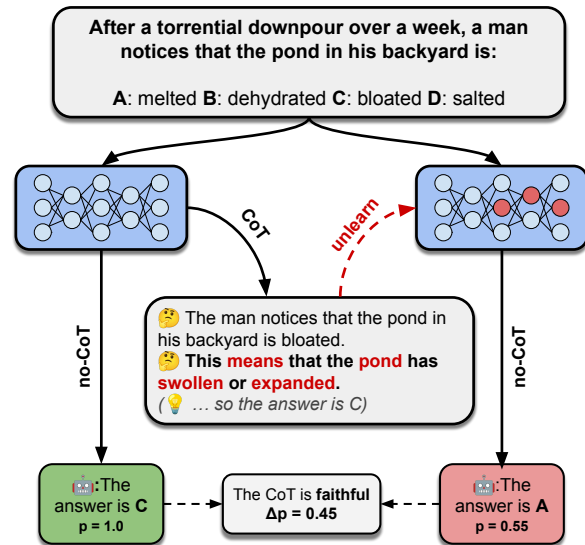 After a torrential downpour over a week, a man
notices that the pond in his backyard is:
A: melted B: dehydrated C: bloated D: salted
CoT
unlearn
no-CoT
🤔 The man notices that the pond in
his backyard is bloated.
🤔 This means that the pond has
swollen or expanded.
(💡 … so the answer is C)
no-CoT
🤖:The
answer is C
p = 1.0
The CoT is faithful
Δp = 0.45
🤖:The
answer is A
p = 0.55